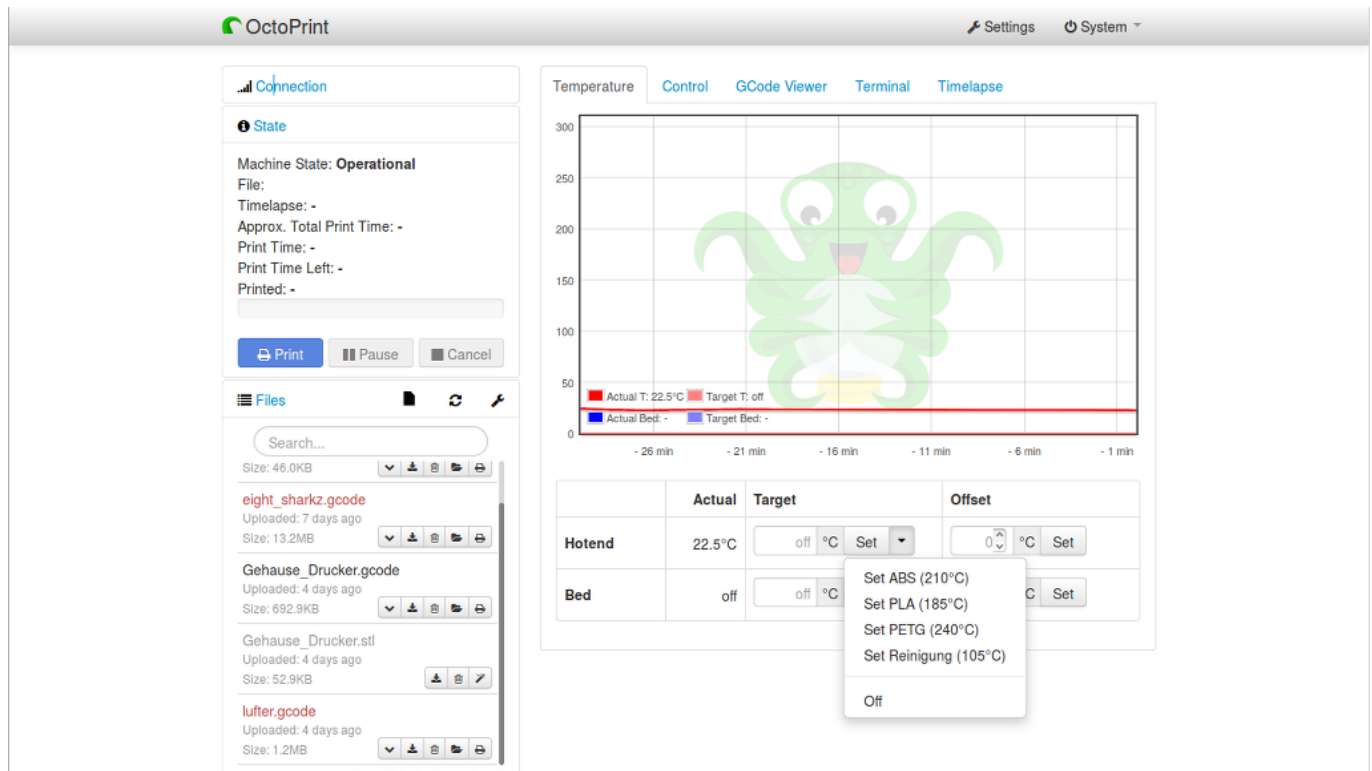 OctoPrint
Settings
System
Connection
State
Machine State: Operational
File:
Timelapse: -
Approx. Total Print Time: -
Print Time: -
Print Time Left: -
Printed: -
Print
Pause
Cancel
Files
Search...
Size: 46.0KB
eight_sharkz.gcode
Uploaded: 7 days ago
Size: 13.2MB
Gehause_Drucker.gcode
Uploaded: 4 days ago
Size: 692.9KB
Gehause_Drucker.stl
Uploaded: 4 days ago
Size: 52.9KB
lufter.gcode
Uploaded: 4 days ago
Size: 1.2MB
Temperature Control GCode Viewer Terminal Timelapse
300
250
200
150
100
50
0
Actual T: 22.5°C Target T: off
Actual Bed: - Target Bed: -
- 26 min - 21 min - 16 min - 11 min - 6 min - 1 min
Actual Target Offset
Hotend 22.5°C off °C Set 0 °C Set
Bed off off °C C Set
Set ABS (210°C)
Set PLA (185°C)
Set PETG (240°C)
Set Reinigung (105°C)
Off